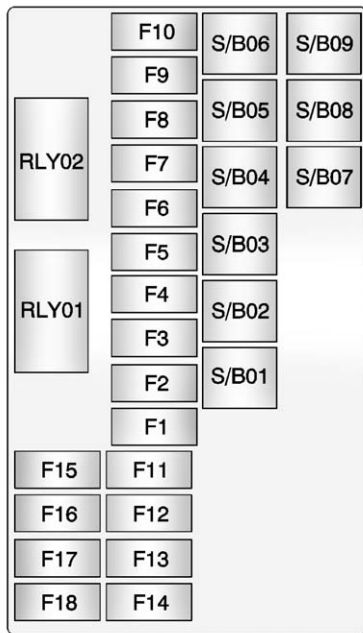 F10
S/B06
S/B09
F9
F8
S/B05
S/B08
RLY02
F7
S/B04
S/B07
F6
F5
S/B03
F4
RLY01
S/B02
F3
F2
S/B01
F1
F15
F11
F16
F12
F17
F13
F18
F14